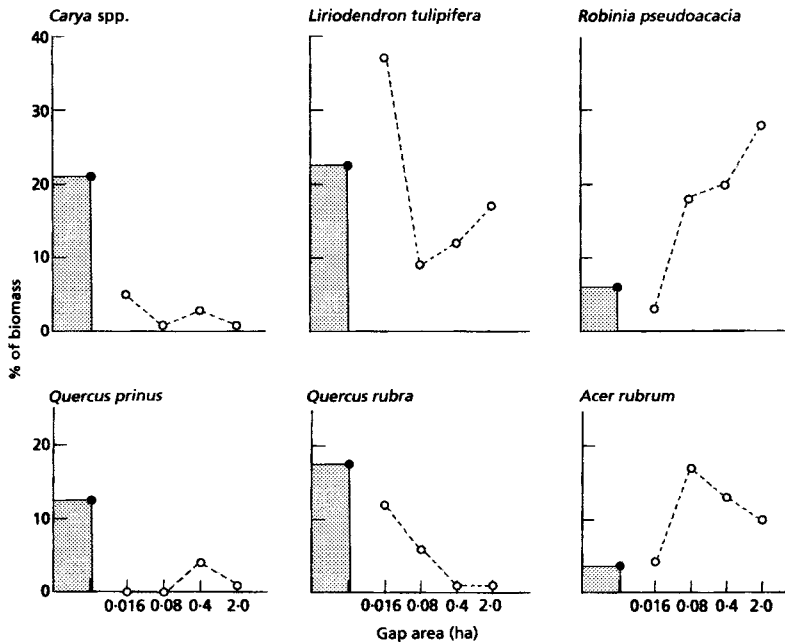 Carya spp.
Liriodendron tulipifera
Robinia pseudoacacia
40
30
20
10
0
% of biomass
Quercus prinus
Quercus rubra
Acer rubrum
20
10
0
0·016 0·08 0·4 2·0
0·016 0·08 0·4 2·0
0·016 0·08 0·4 2·0
Gap area (ha)